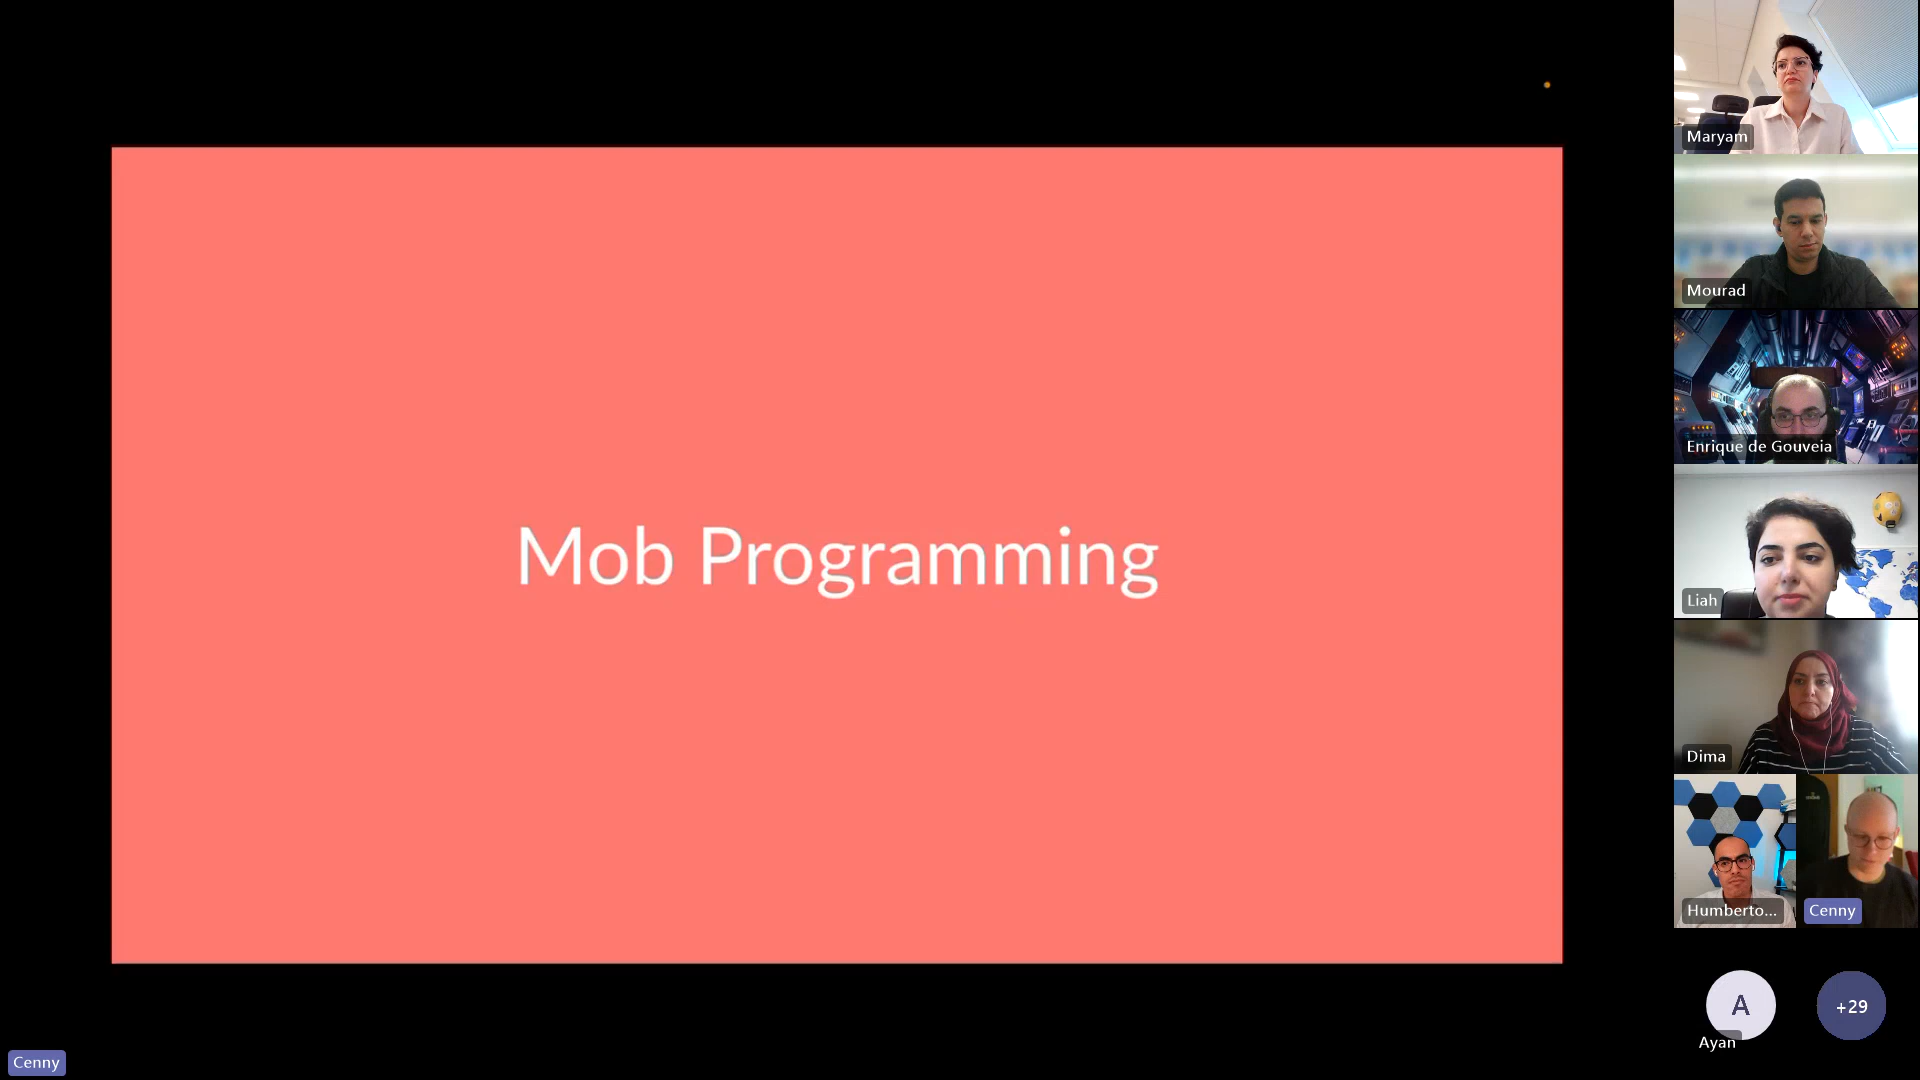 Mob Programming
Maryam
Mourad
Enrique de Gouveia
Liah
Dima
Humberto...
Cenny
A
Ayan
+29
Cenny